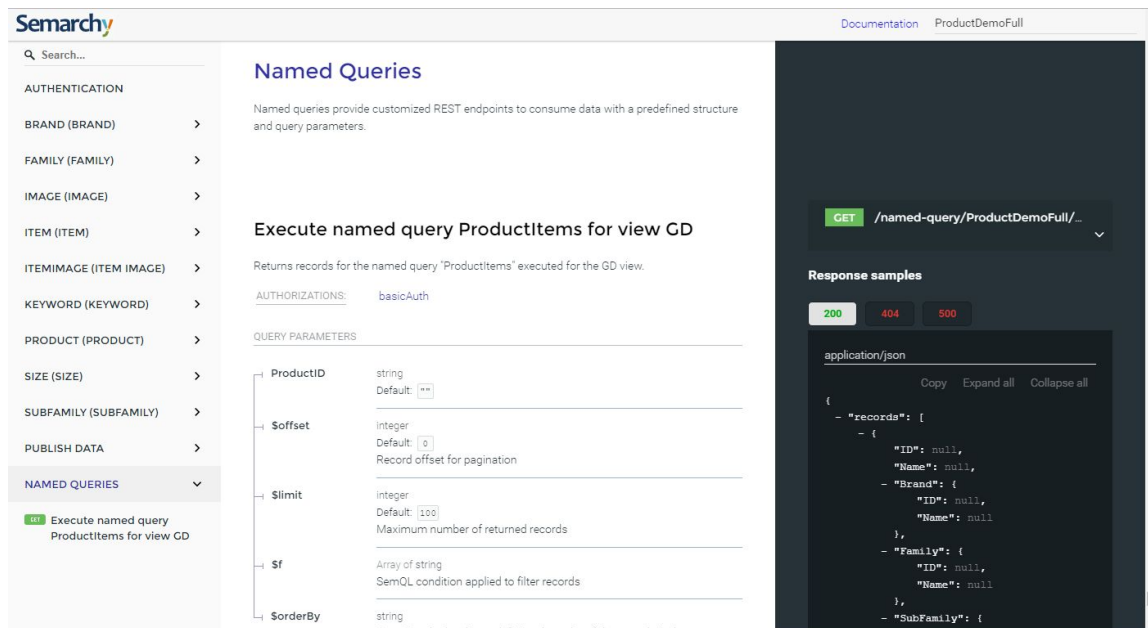 Semarchy
Documentation
ProductDemoFull
Search...
AUTHENTICATION
BRAND (BRAND)
FAMILY (FAMILY)
IMAGE (IMAGE)
ITEM (ITEM)
ITEMIMAGE (ITEM IMAGE)
KEYWORD (KEYWORD)
PRODUCT (PRODUCT)
SIZE (SIZE)
SUBFAMILY (SUBFAMILY)
PUBLISH DATA
NAMED QUERIES
GET Execute named query
ProductItems for view GD
Named Queries
Named queries provide customized REST endpoints to consume data with a predefined structure
and query parameters.
Execute named query ProductItems for view GD
Returns records for the named query "ProductItems" executed for the GD view.
AUTHORIZATIONS: basicAuth
QUERY PARAMETERS
ProductID string
Default: ""
$offset integer
Default: 0
Record offset for pagination
$limit integer
Default: 100
Maximum number of returned records
$f Array of string
SemQL condition applied to filter records
$orderBy string
GET /named-query/ProductDemoFull/...
Response samples
200 404 500
application/json
Copy Expand all Collapse all
{
- "records": [
- {
"ID": null,
"Name": null,
- "Brand": {
"ID": null,
"Name": null
},
- "Family": {
"ID": null,
"Name": null
},
- "SubFamily": {